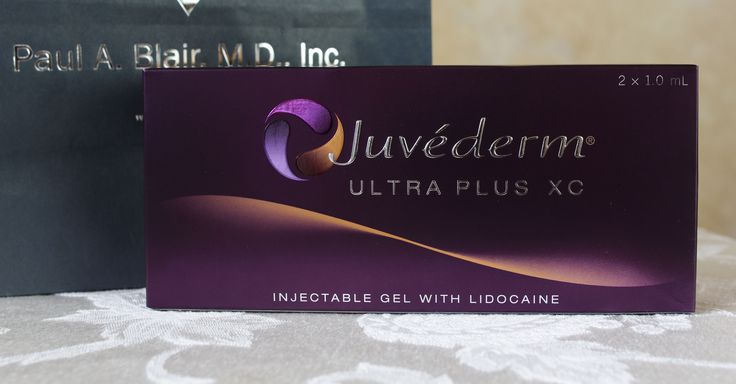 Paul A. Blair, M.D., Inc.
2 x 1.0 mL
Juvéderm®
ULTRA PLUS XC
INJECTABLE GEL WITH LIDOCAINE